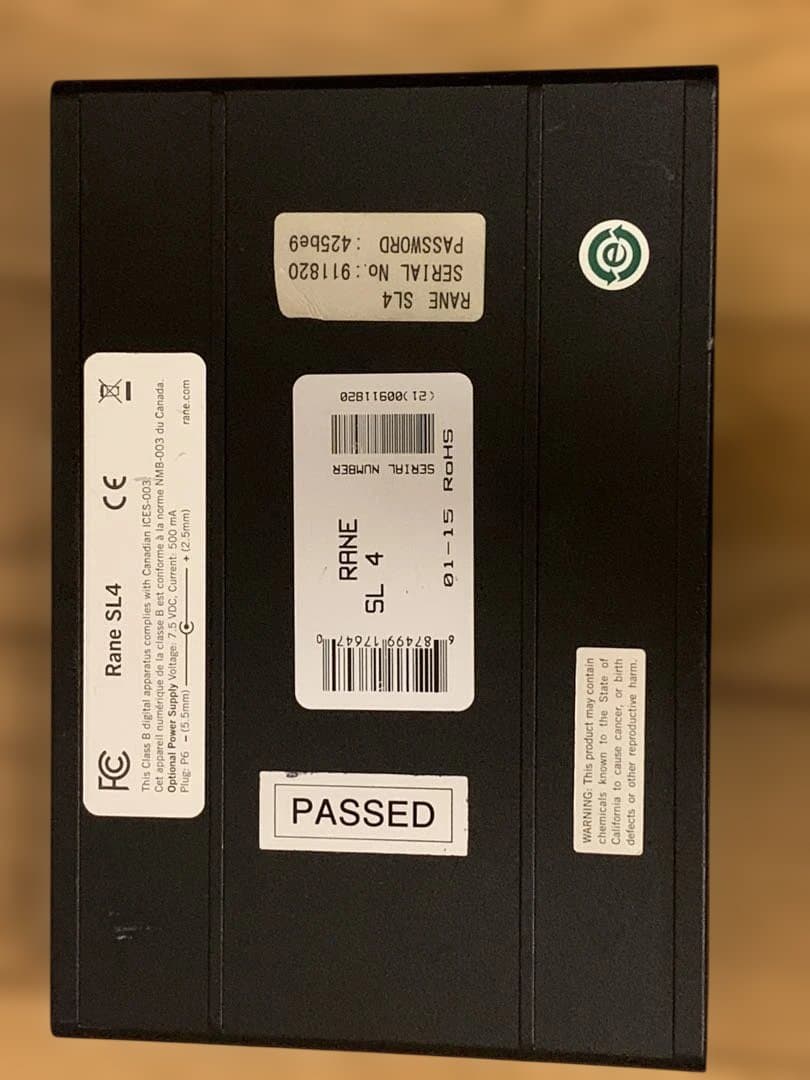 Rane SL4
CE
FC
This Class B digital apparatus complies with Canadian ICES-003.
Cet appareil numérique de la classe B est conforme à la norme NMB-003 du Canada.
Optional Power Supply Voltage: 7.5 VDC, Current: 500 mA
Plug: P6 – (5.5mm) + (2.5mm) rane.com
RANE SL4
SERIAL No.:911820
PASSWORD :425be9
SERIAL NUMBER
(21)00911820
RANE
SL 4
01-15 ROHS
6 87499 17647 0
PASSED
e
WARNING: This product may contain
chemicals known to the State of
California to cause cancer, or birth
defects or other reproductive harm.